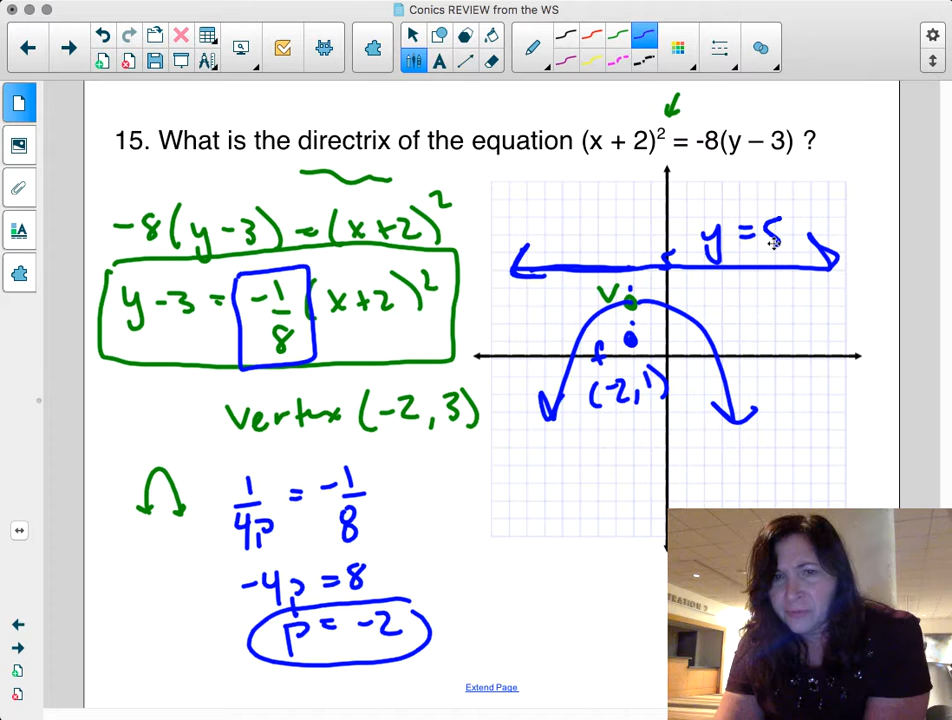 Conics REVIEW from the WS
15. What is the directrix of the equation (x + 2)² = -8(y – 3) ?
-8(y-3) = (x+2)²
y-3 = -1/8 (x+2)²
vertex (-2, 3)
1/4p = -1/8
-4p = 8
p = -2
y = 5
5
V
f
(-2, 1)
Extend Page